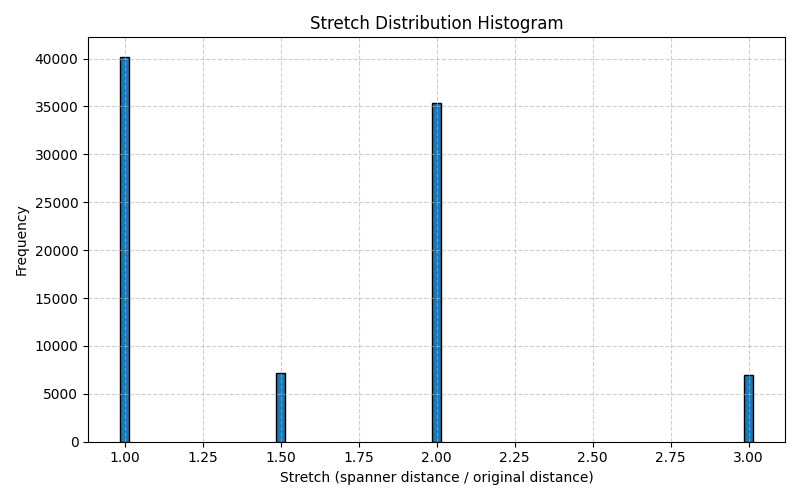 Stretch Distribution Histogram
Frequency
40000
35000
30000
25000
20000
15000
10000
5000
0
1.00 1.25 1.50 1.75 2.00 2.25 2.50 2.75 3.00
Stretch (spanner distance / original distance)